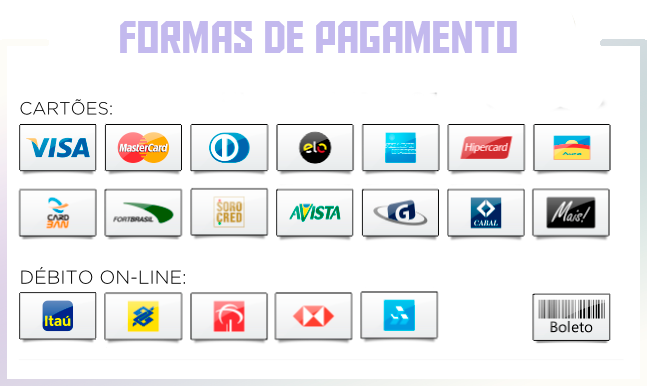 FORMAS DE PAGAMENTO
CARTÕES:
VISA MasterCard elo Hipercard
CARD BAN FORTBRASIL SORO CRED AVISTA G CABAL Mais!
DÉBITO ON-LINE:
Itaú Boleto